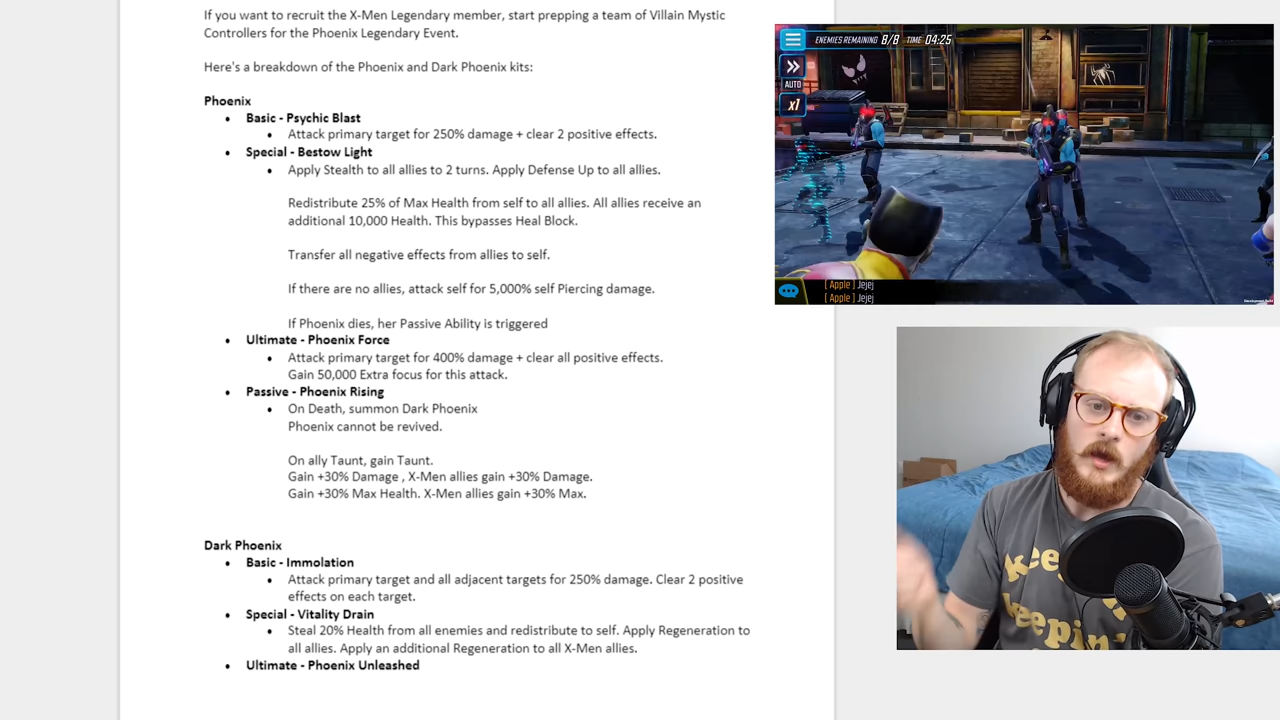 If you want to recruit the X-Men Legendary member, start prepping a team of Villain Mystic
Controllers for the Phoenix Legendary Event.
Here's a breakdown of the Phoenix and Dark Phoenix kits:
Phoenix
• Basic - Psychic Blast
• Attack primary target for 250% damage + clear 2 positive effects.
• Special - Bestow Light
• Apply Stealth to all allies to 2 turns. Apply Defense Up to all allies.
Redistribute 25% of Max Health from self to all allies. All allies receive an
additional 10,000 Health. This bypasses Heal Block.
Transfer all negative effects from allies to self.
If there are no allies, attack self for 5,000% self Piercing damage.
If Phoenix dies, her Passive Ability is triggered
• Ultimate - Phoenix Force
• Attack primary target for 400% damage + clear all positive effects.
Gain 50,000 Extra focus for this attack.
• Passive - Phoenix Rising
• On Death, summon Dark Phoenix
Phoenix cannot be revived.
On ally Taunt, gain Taunt.
Gain +30% Damage , X-Men allies gain +30% Damage.
Gain +30% Max Health. X-Men allies gain +30% Max.
Dark Phoenix
• Basic - Immolation
• Attack primary target and all adjacent targets for 250% damage. Clear 2 positive
effects on each target.
• Special - Vitality Drain
• Steal 20% Health from all enemies and redistribute to self. Apply Regeneration to
all allies. Apply an additional Regeneration to all X-Men allies.
• Ultimate - Phoenix Unleashed
ENEMIES REMAINING 8/8 TIME 04:25
AUTO
x1
[ Apple ] Jejej
[ Apple ] Jejej
Development Build
keep
keepin